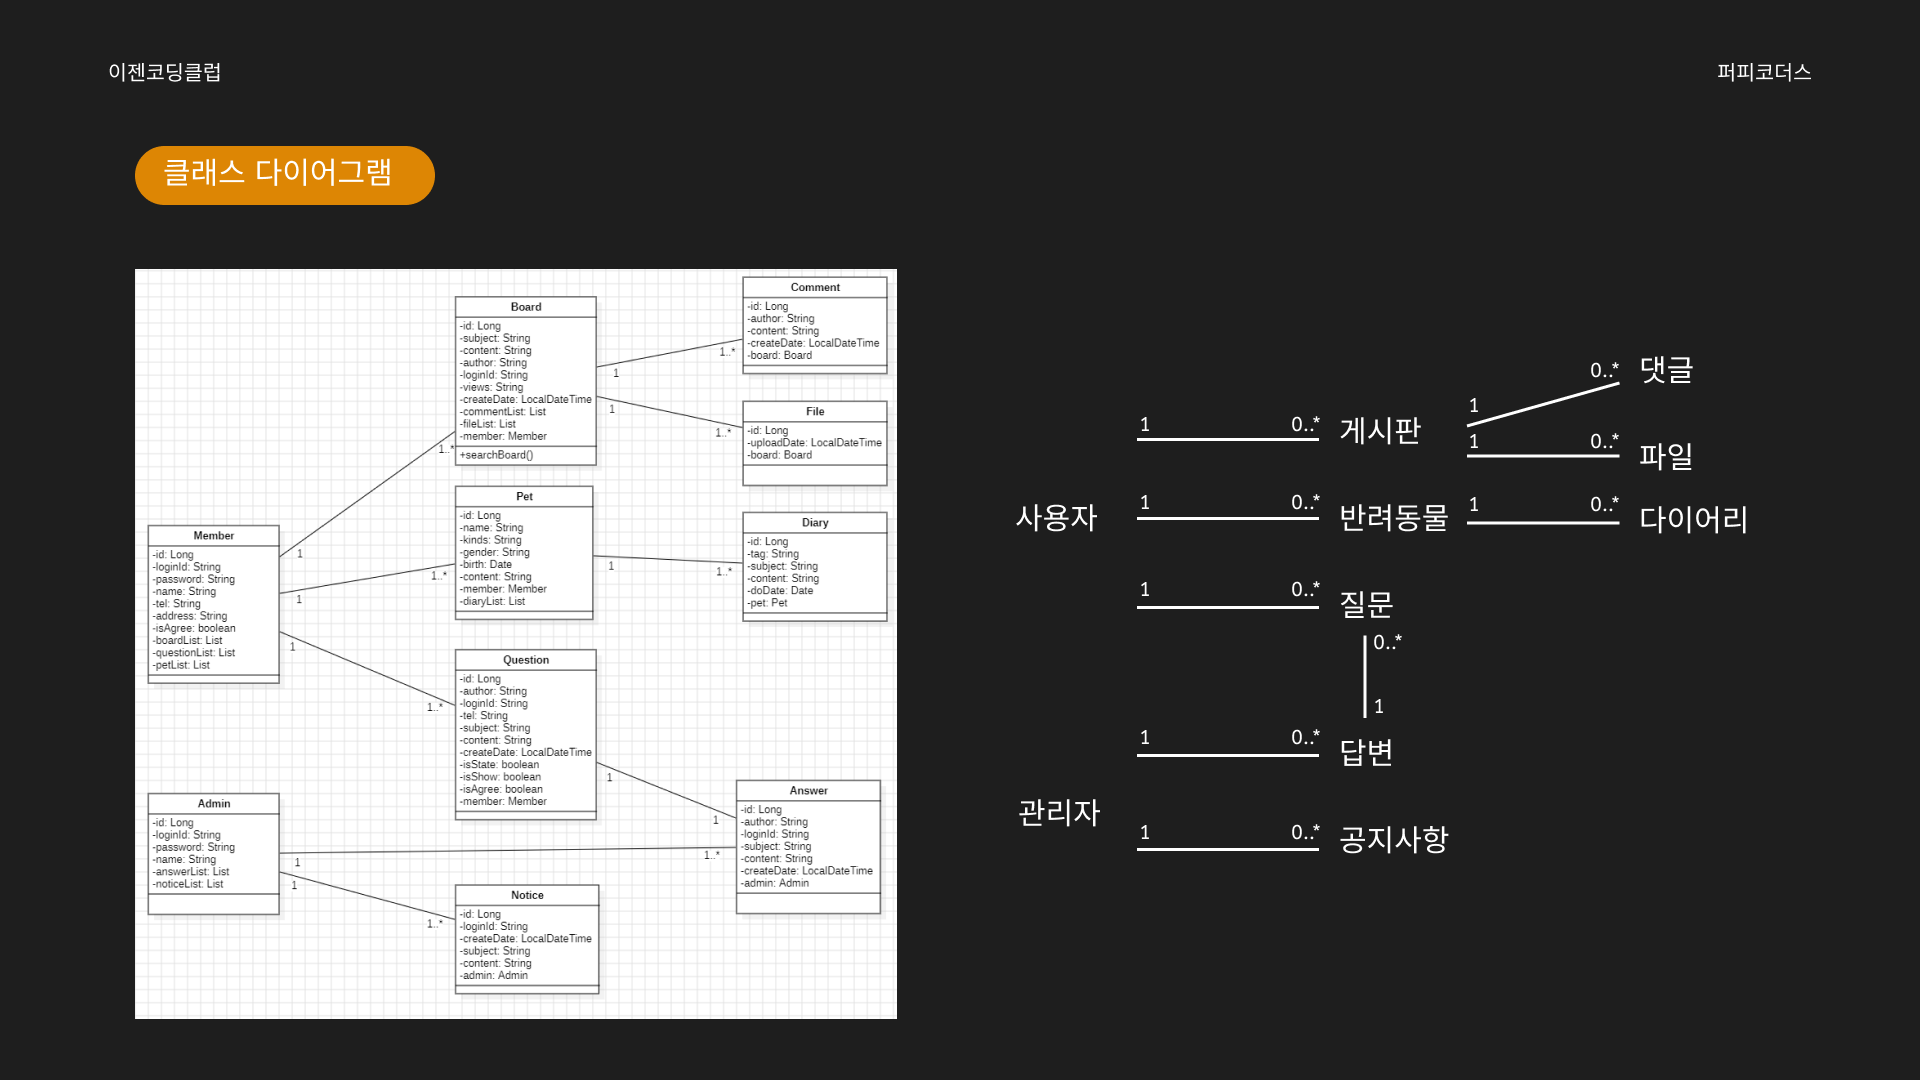 이젠코딩클럽
퍼피코더스
클래스 다이어그램
Comment
-id: Long
-author: String
-content: String
-createDate: LocalDateTime
-board: Board
Board
-id: Long
-subject: String
-content: String
-author: String
-loginId: String
-views: String
-createDate: LocalDateTime
-commentList: List
-fileList: List
-member: Member
+searchBoard()
1
1..*
1
1..*
File
-id: Long
-uploadDate: LocalDateTime
-board: Board
1..*
1
Pet
-id: Long
-name: String
-kinds: String
-gender: String
-birth: Date
-content: String
-member: Member
-diaryList: List
1..*
1
1
1..*
Diary
-id: Long
-tag: String
-subject: String
-content: String
-doDate: Date
-pet: Pet
Member
-id: Long
-loginId: String
-password: String
-name: String
-tel: String
-address: String
-isAgree: boolean
-boardList: List
-questionList: List
-petList: List
1
1..*
Question
-id: Long
-author: String
-loginId: String
-tel: String
-subject: String
-content: String
-createDate: LocalDateTime
-isState: boolean
-isShow: boolean
-isAgree: boolean
-member: Member
1
1
Answer
-id: Long
-author: String
-loginId: String
-subject: String
-content: String
-createDate: LocalDateTime
-admin: Admin
Admin
-id: Long
-loginId: String
-password: String
-name: String
-answerList: List
-noticeList: List
1
1..*
1
1..*
Notice
-id: Long
-loginId: String
-createDate: LocalDateTime
-subject: String
-content: String
-admin: Admin
사용자
1 0..* 게시판
1 0..* 댓글
1 0..* 파일
1 0..* 반려동물
1 0..* 다이어리
1 0..* 질문
0..*
1
관리자
1 0..* 답변
1 0..* 공지사항